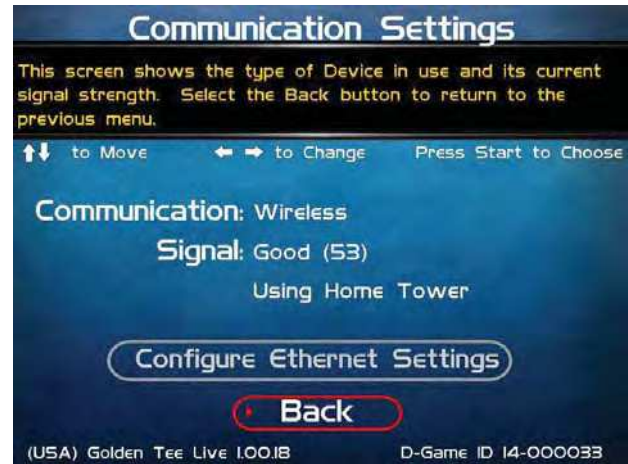 Communication Settings
This screen shows the type of Device in use and its current
signal strength. Select the Back button to return to the
previous menu.
to Move to Change Press Start to Choose
Communication: Wireless
Signal: Good (53)
Using Home Tower
Configure Ethernet Settings
Back
(USA) Golden Tee Live 1.00.18 D-Game ID 14-000033